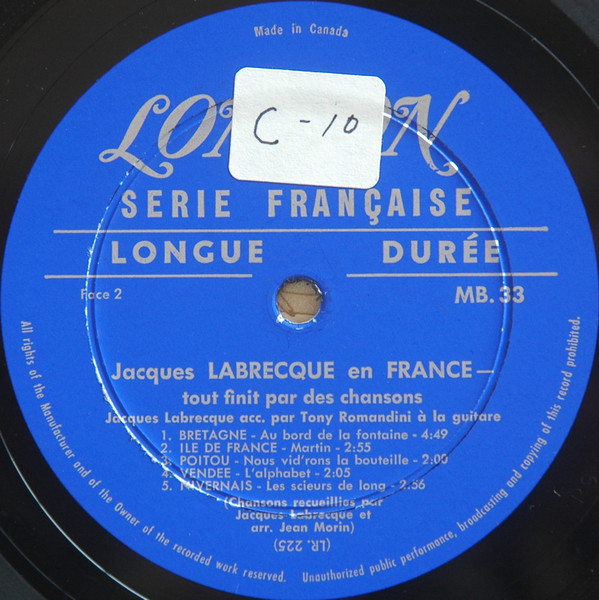 Made in Canada
LONDON
C-10
SERIE FRANÇAISE
LONGUE DURÉE
Face 2
MB. 33
Jacques LABRECQUE en FRANCE—
tout finit par des chansons
Jacques Labrecque acc. par Tony Romandini à la guitare
1. BRETAGNE - Au bord de la fontaine - 4:49
2. ILE DE FRANCE - Martin - 2:55
3. POITOU - Nous vid'rons la bouteille - 2:00
4. VENDEE - L'alphabet - 2:05
5. NIVERNAIS - Les scieurs de long - 2:56
(Chansons recueillies par
Jacques Labrecque et
arr. Jean Morin)
(LR. 225)
All rights of the Manufacturer and of the Owner of the recorded work reserved. Unauthorized public performance, broadcasting and copying of this record prohibited.